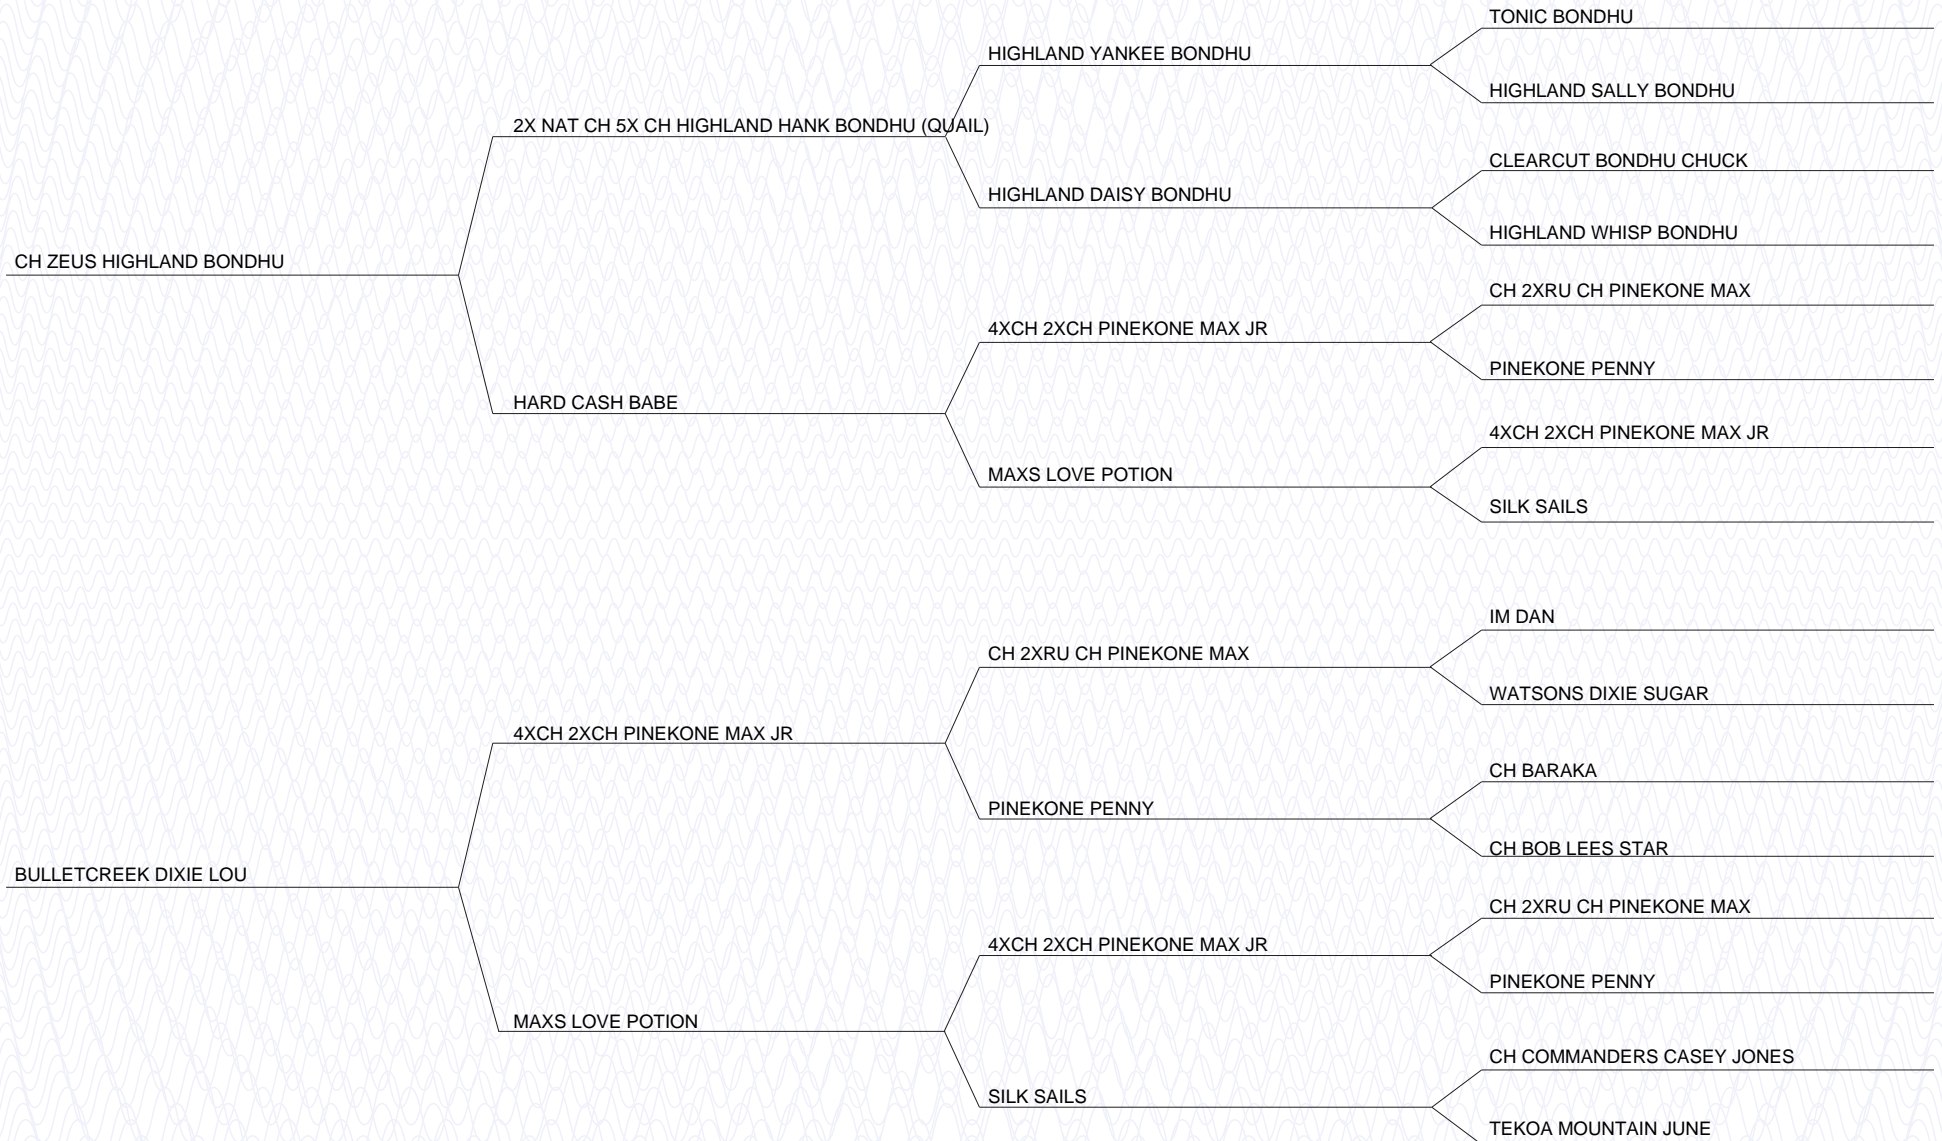 TONIC BONDHU
HIGHLAND YANKEE BONDHU
HIGHLAND SALLY BONDHU
2X NAT CH 5X CH HIGHLAND HANK BONDHU (QUAIL)
CLEARCUT BONDHU CHUCK
HIGHLAND DAISY BONDHU
HIGHLAND WHISP BONDHU
CH ZEUS HIGHLAND BONDHU
CH 2XRU CH PINEKONE MAX
4XCH 2XCH PINEKONE MAX JR
PINEKONE PENNY
HARD CASH BABE
4XCH 2XCH PINEKONE MAX JR
MAXS LOVE POTION
SILK SAILS
IM DAN
CH 2XRU CH PINEKONE MAX
WATSONS DIXIE SUGAR
4XCH 2XCH PINEKONE MAX JR
CH BARAKA
PINEKONE PENNY
CH BOB LEES STAR
BULLETCREEK DIXIE LOU
CH 2XRU CH PINEKONE MAX
4XCH 2XCH PINEKONE MAX JR
PINEKONE PENNY
MAXS LOVE POTION
CH COMMANDERS CASEY JONES
SILK SAILS
TEKOA MOUNTAIN JUNE